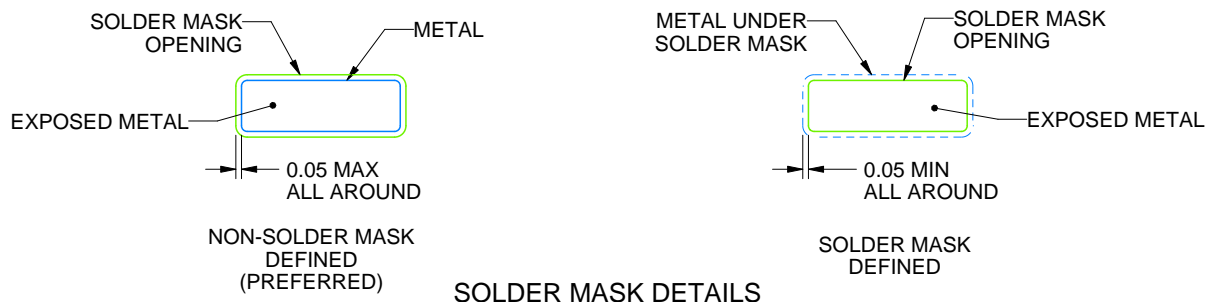 SOLDER MASK
OPENING
METAL
EXPOSED METAL
0.05 MAX
ALL AROUND
NON-SOLDER MASK
DEFINED
(PREFERRED)
METAL UNDER
SOLDER MASK
SOLDER MASK
OPENING
EXPOSED METAL
0.05 MIN
ALL AROUND
SOLDER MASK
DEFINED
SOLDER MASK DETAILS